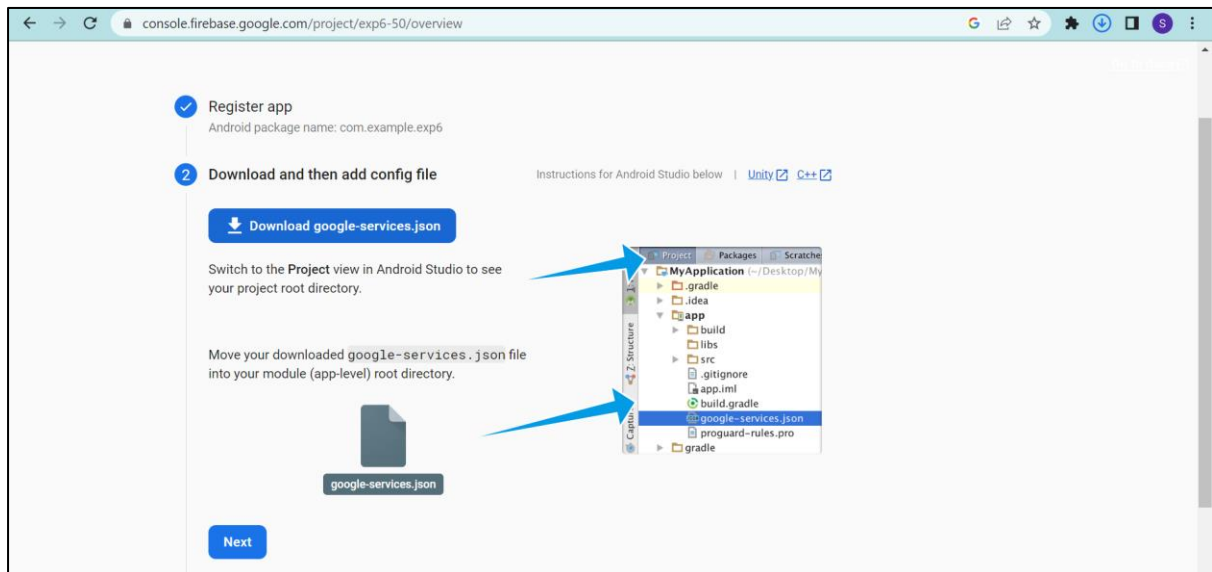 console.firebase.google.com/project/exp6-50/overview
G
S
Register app
Android package name: com.example.exp6
2
Download and then add config file
Instructions for Android Studio below | Unity C++
Download google-services.json
Switch to the Project view in Android Studio to see
your project root directory.
Move your downloaded google-services.json file
into your module (app-level) root directory.
google-services.json
Next
Project Packages Scratche
MyApplication (~/Desktop/My
.gradle
.idea
app
build
libs
src
.gitignore
app.iml
build.gradle
google-services.json
proguard-rules.pro
gradle
Z: Structure
Captu